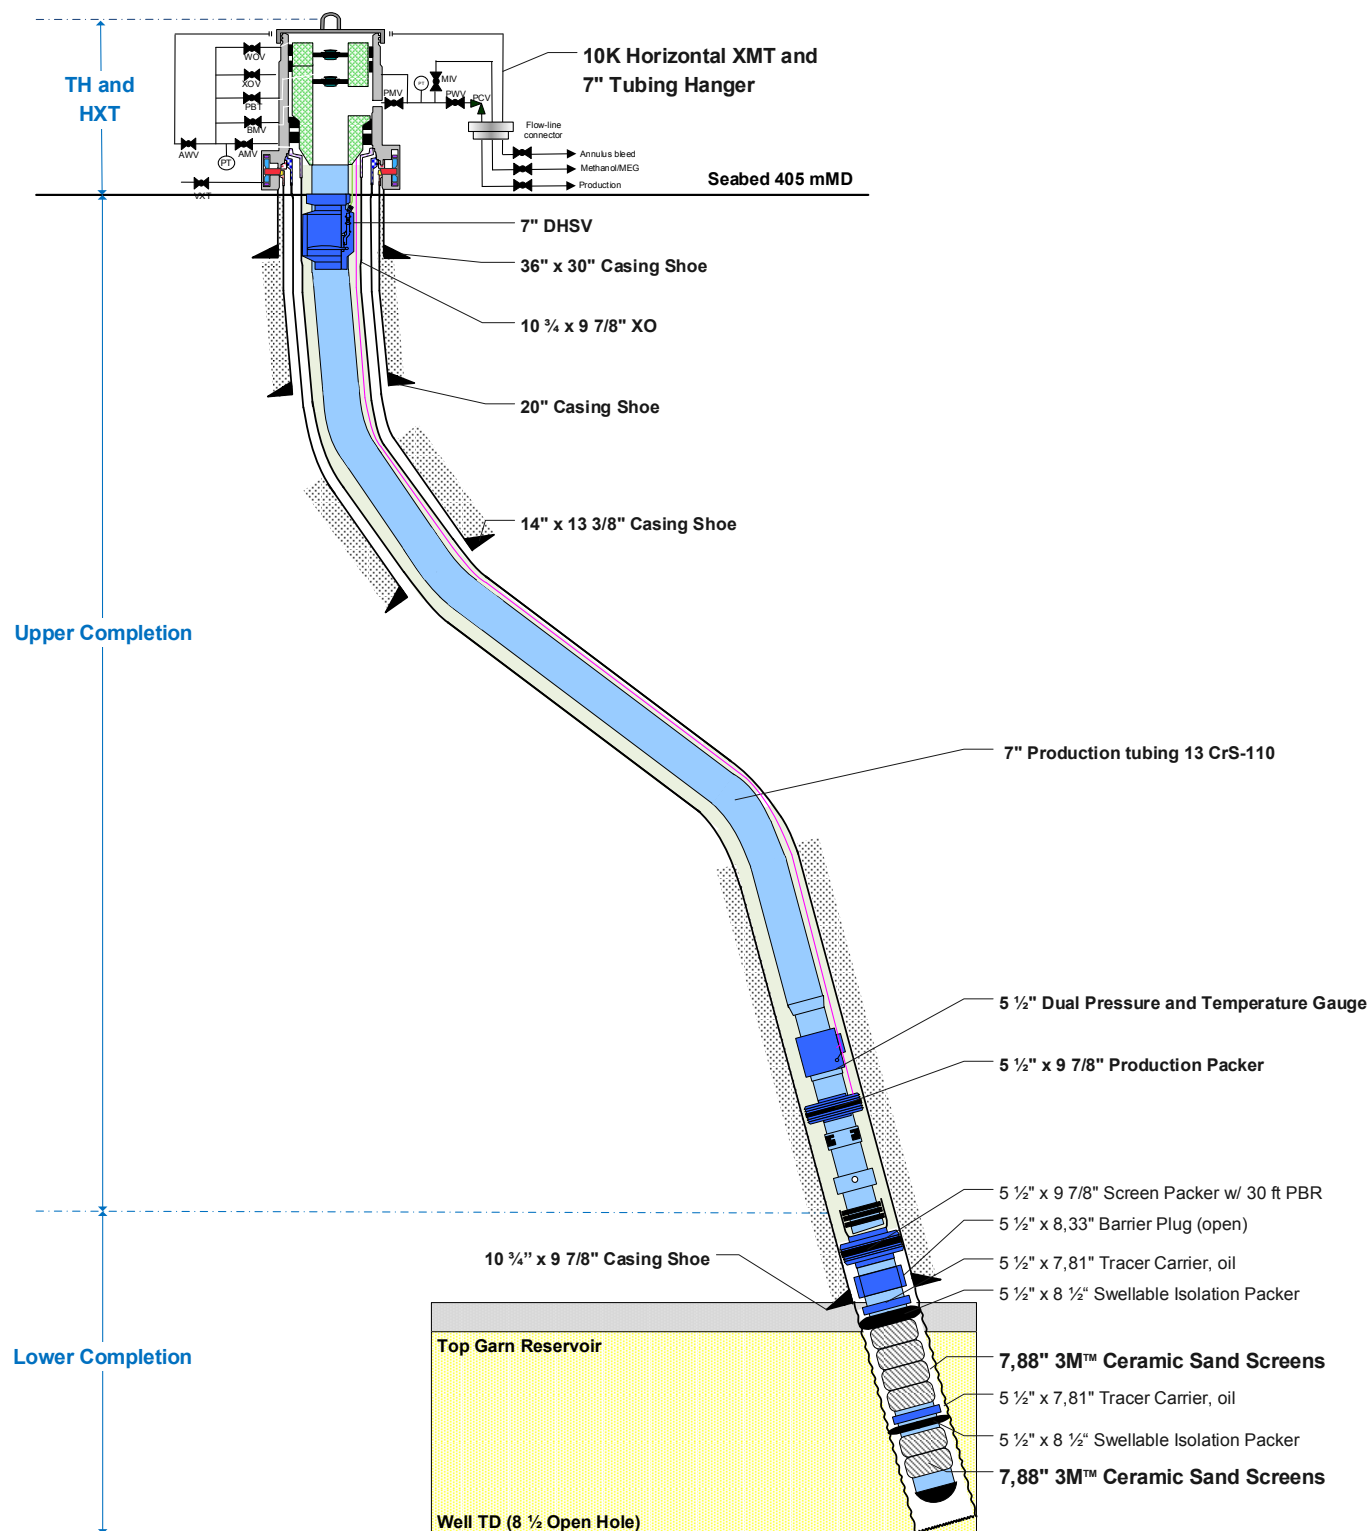 TH and
HXT
10K Horizontal XMT and
7" Tubing Hanger
WOV
XOV
PBT
BMV
AWV
AMV
PT
VXT
PMV
PT
MIV
PWV
PCV
Flow-line
connector
Annulus bleed
Methanol/MEG
Production
Seabed 405 mMD
7" DHSV
36" x 30" Casing Shoe
10 ¾ x 9 7/8" XO
20" Casing Shoe
14" x 13 3/8" Casing Shoe
Upper Completion
7" Production tubing 13 CrS-110
5 ½" Dual Pressure and Temperature Gauge
5 ½" x 9 7/8" Production Packer
5 ½" x 9 7/8" Screen Packer w/ 30 ft PBR
5 ½" x 8,33" Barrier Plug (open)
10 ¾’’ x 9 7/8" Casing Shoe
5 ½" x 7,81" Tracer Carrier, oil
5 ½" x 8 ½“ Swellable Isolation Packer
Top Garn Reservoir
Lower Completion
7,88" 3M™ Ceramic Sand Screens
5 ½" x 7,81" Tracer Carrier, oil
5 ½" x 8 ½“ Swellable Isolation Packer
7,88" 3M™ Ceramic Sand Screens
Well TD (8 ½ Open Hole)